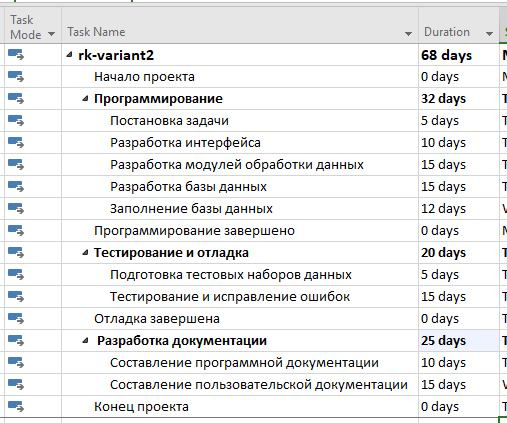 Task Mode Task Name Duration S
rk-variant2 68 days M
Начало проекта 0 days M
Программирование 32 days T
Постановка задачи 5 days T
Разработка интерфейса 10 days T
Разработка модулей обработки данных 15 days T
Разработка базы данных 15 days T
Заполнение базы данных 12 days V
Программирование завершено 0 days M
Тестирование и отладка 20 days T
Подготовка тестовых наборов данных 5 days T
Тестирование и исправление ошибок 15 days T
Отладка завершена 0 days T
Разработка документации 25 days T
Составление программной документации 10 days T
Составление пользовательской документации 15 days V
Конец проекта 0 days T